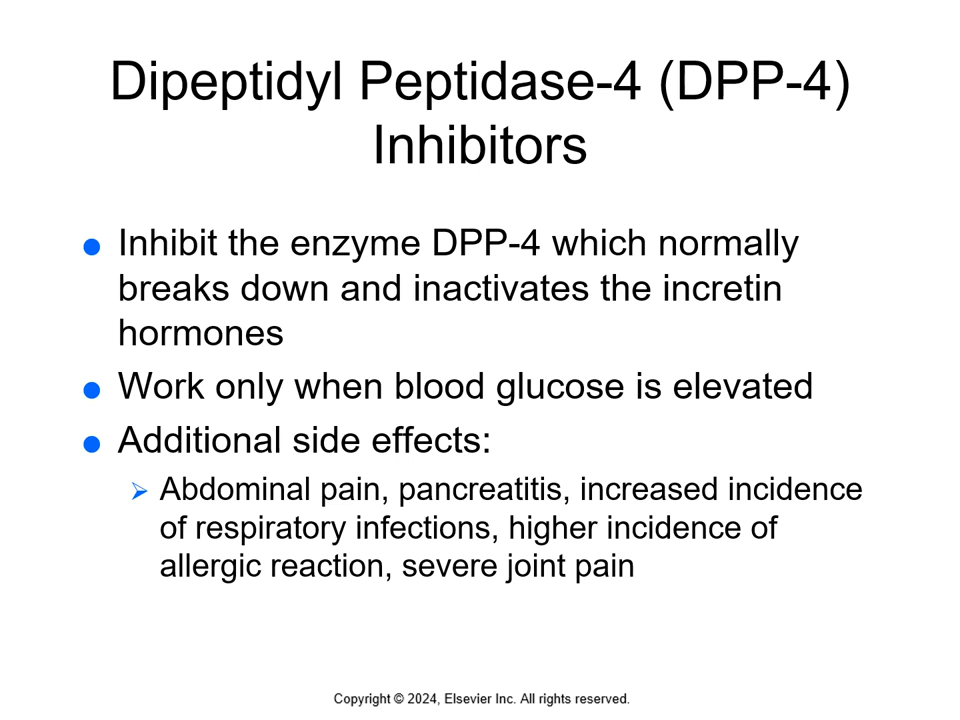 Dipeptidyl Peptidase-4 (DPP-4)
Inhibitors
● Inhibit the enzyme DPP-4 which normally
breaks down and inactivates the incretin
hormones
● Work only when blood glucose is elevated
● Additional side effects:
➢ Abdominal pain, pancreatitis, increased incidence
of respiratory infections, higher incidence of
allergic reaction, severe joint pain
Copyright © 2024, Elsevier Inc. All rights reserved.